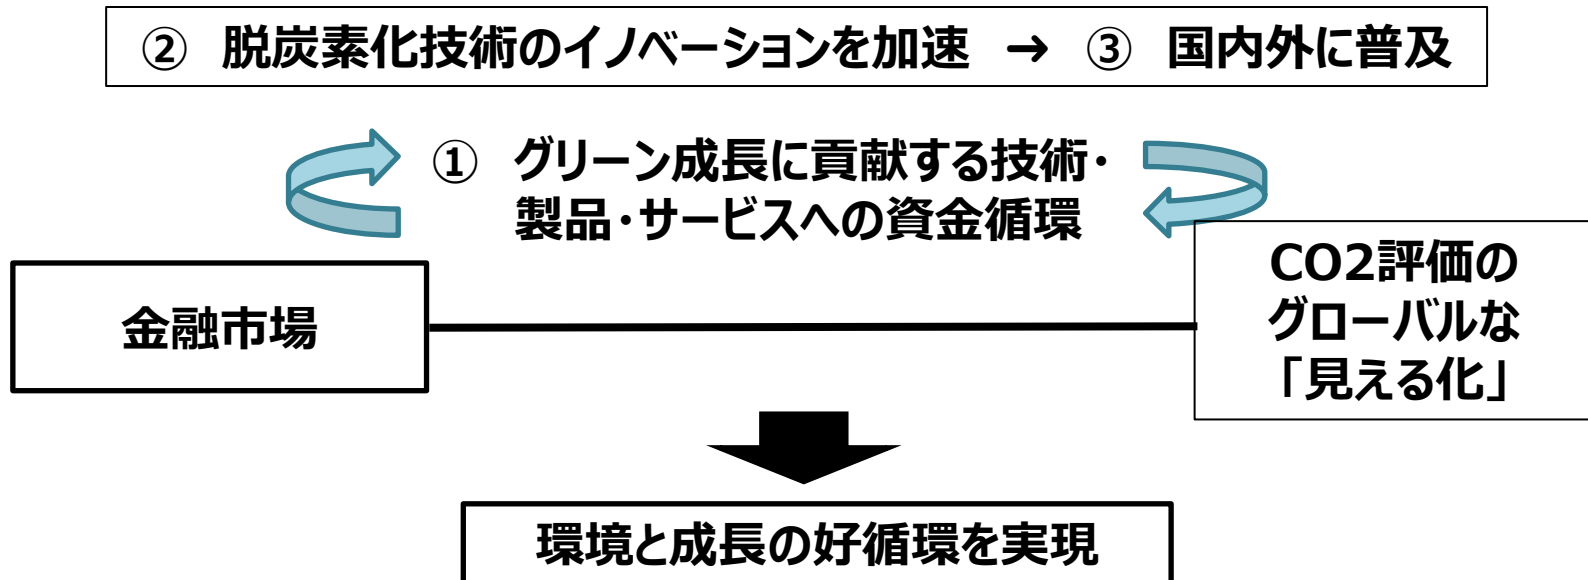 ② 脱炭素化技術のイノベーションを加速 → ③ 国内外に普及
① グリーン成長に貢献する技術・
製品・サービスへの資金循環
金融市場
CO2評価の
グローバルな
「見える化」
環境と成長の好循環を実現